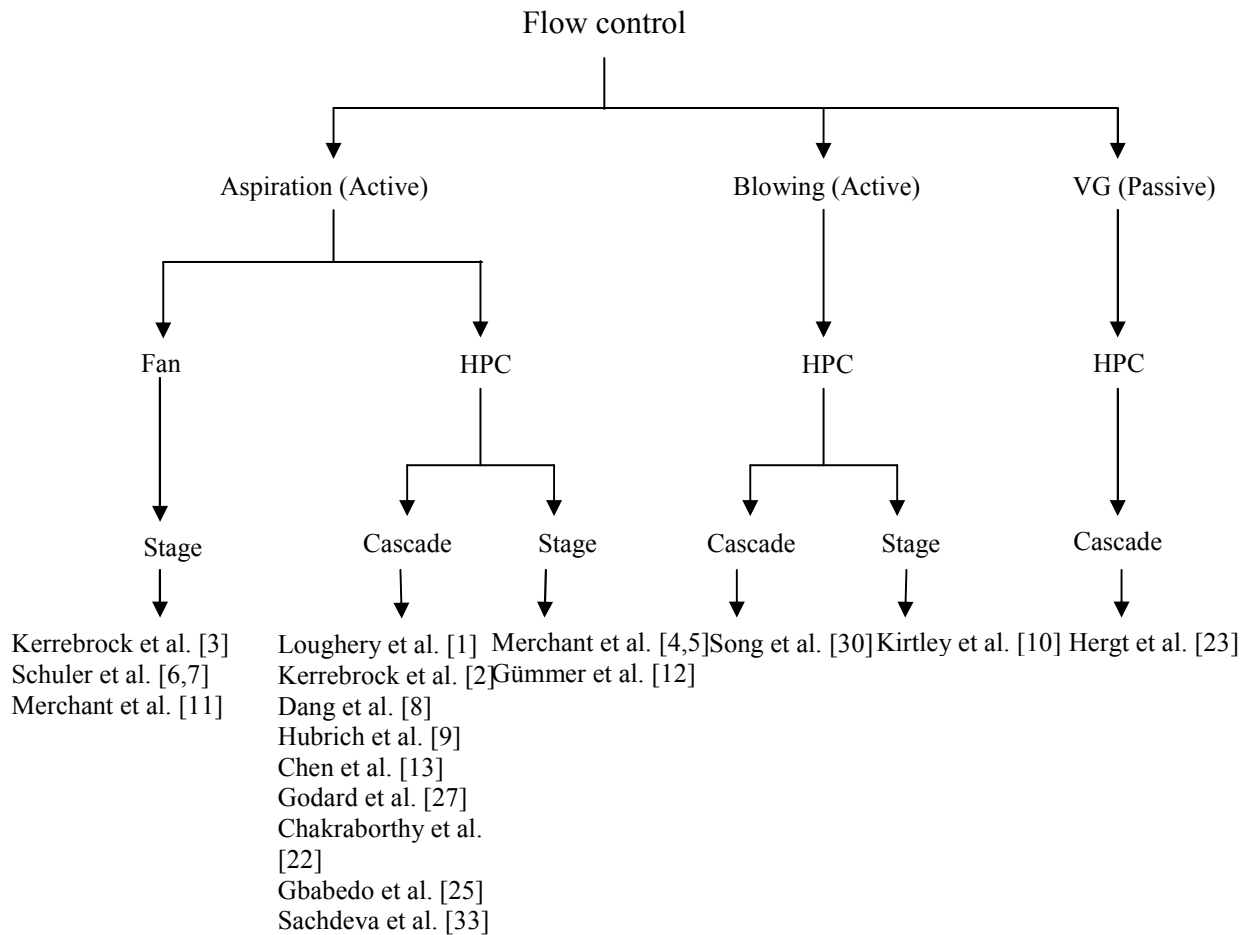 Flow control
Aspiration (Active)
Blowing (Active)
VG (Passive)
Fan
HPC
HPC
HPC
Stage
Cascade
Stage
Cascade
Stage
Cascade
Kerrebrock et al. [3]
Schuler et al. [6,7]
Merchant et al. [11]
Loughery et al. [1]
Kerrebrock et al. [2]
Dang et al. [8]
Hubrich et al. [9]
Chen et al. [13]
Godard et al. [27]
Chakraborthy et al.
[22]
Gbabedo et al. [25]
Sachdeva et al. [33]
Merchant et al. [4,5]
Gümmer et al. [12]
Song et al. [30]
Kirtley et al. [10]
Hergt et al. [23]